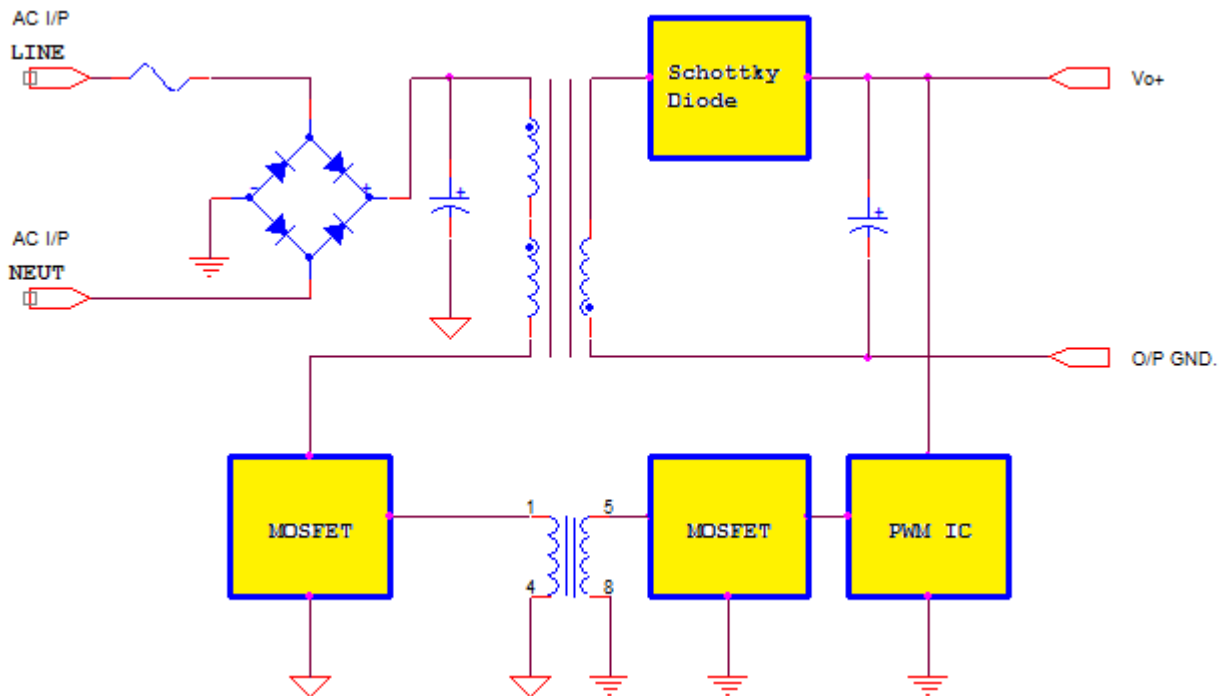 AC I/P
LINE
Schottky
Diode
Vo+
+
-
+
+
AC I/P
NEUT
O/P GND.
MOSFET
1
5
MOSFET
PWM IC
4
8